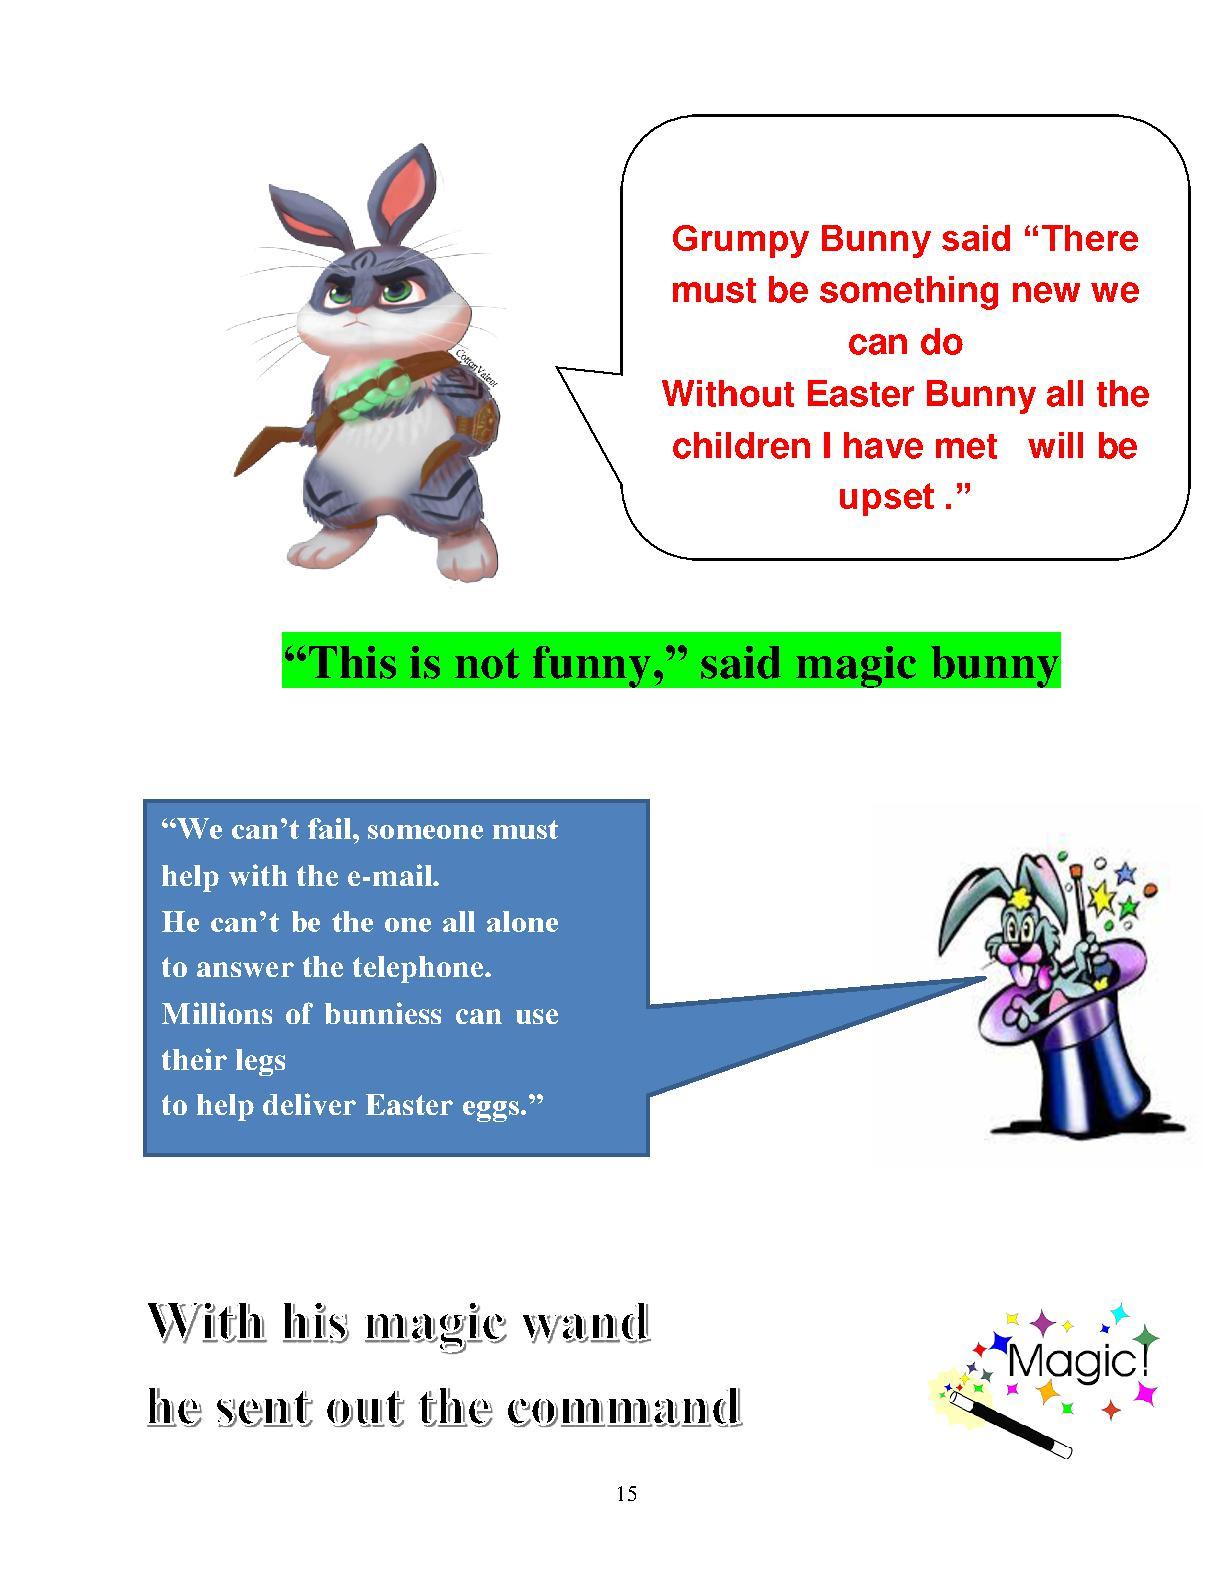 Grumpy Bunny said “There
must be something new we
can do
Without Easter Bunny all the
children I have met will be
upset .”
CottonValent
“This is not funny,” said magic bunny
“We can’t fail, someone must
help with the e-mail.
He can’t be the one all alone
to answer the telephone.
Millions of bunniess can use
their legs
to help deliver Easter eggs.”
With his magic wand
he sent out the command
Magic!
15